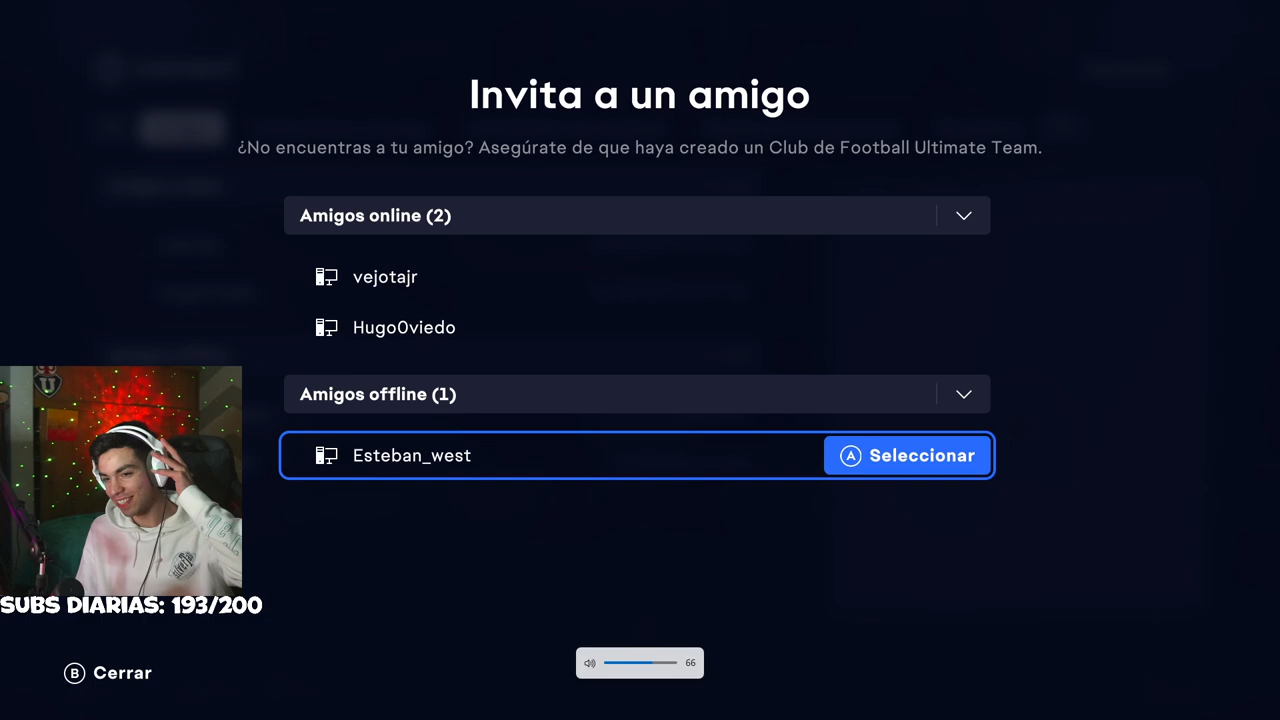 Invita a un amigo
¿No encuentras a tu amigo? Asegúrate de que haya creado un Club de Football Ultimate Team.
Amigos online (2)
vejotajr
Hugo0viedo
Amigos offline (1)
Esteban_west
A Seleccionar
SUBS DIARIAS: 193/200
B Cerrar
66